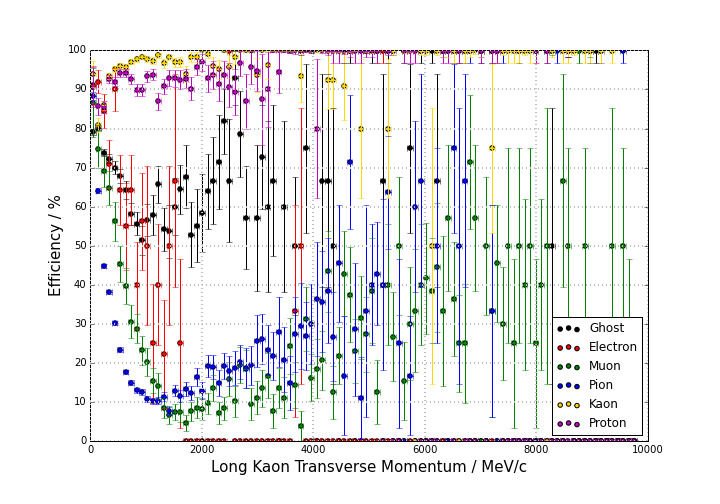 100
90
80
70
60
50
40
30
20
10
0
Efficiency / %
Ghost
Electron
Muon
Pion
Kaon
Proton
0 2000 4000 6000 8000 10000
Long Kaon Transverse Momentum / MeV/c